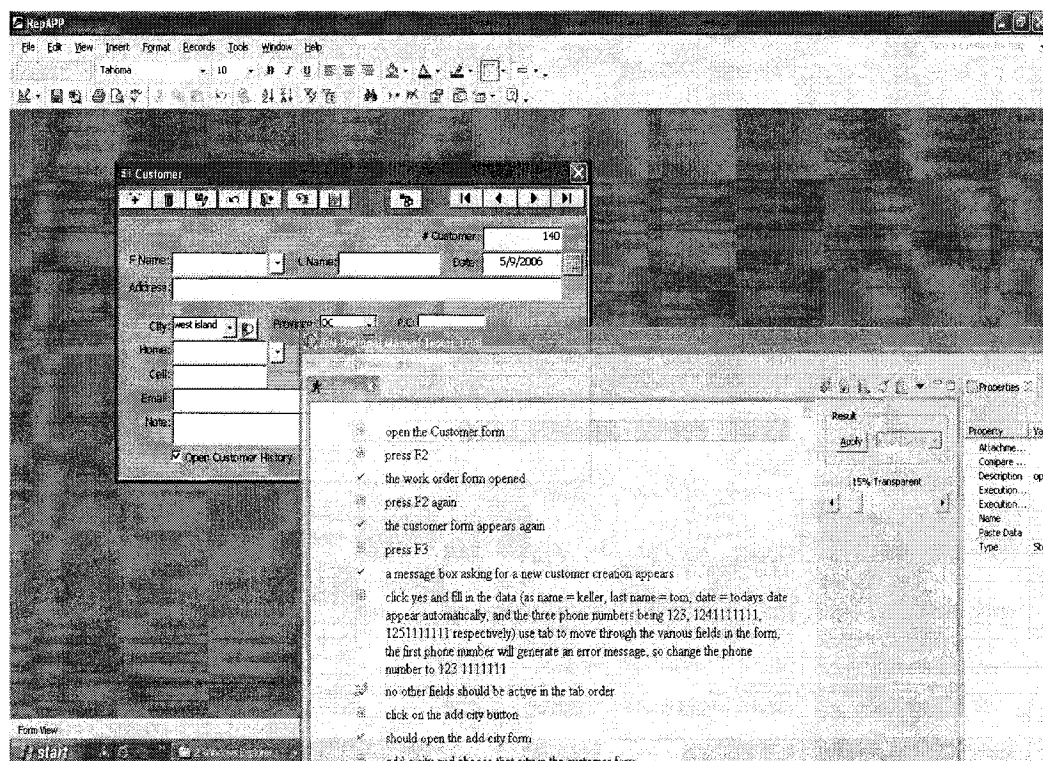 RepAPP
File Edit View Insert Format Records Tools Window Help
Tahoma 10 B I U
Customer
# Customer: 140
F Name: L Name: Date: 5/9/2006
Address:
City: west island Province: QC P.C:
Home:
Cell:
Email:
Note:
Open Customer History
Properties
Result
Apply
15% Transparent
Property Va
Attachme...
Compare ...
Description op
Execution...
Execution...
Name
Paste Data
Type St
open the Customer form
press F2
the work order form opened
press F2 again
the customer form appears again
press F3
a message box asking for a new customer creation appears
click yes and fill in the data (as name = keller, last name = tom, date = todays date
appear automatically, and the three phone numbers being 123, 1241111111,
1251111111 respectively) use tab to move through the various fields in the form,
the first phone number will generate an error message, so change the phone
number to 123 1111111
no other fields should be active in the tab order
click on the add city button
should open the add city form
Form View
start